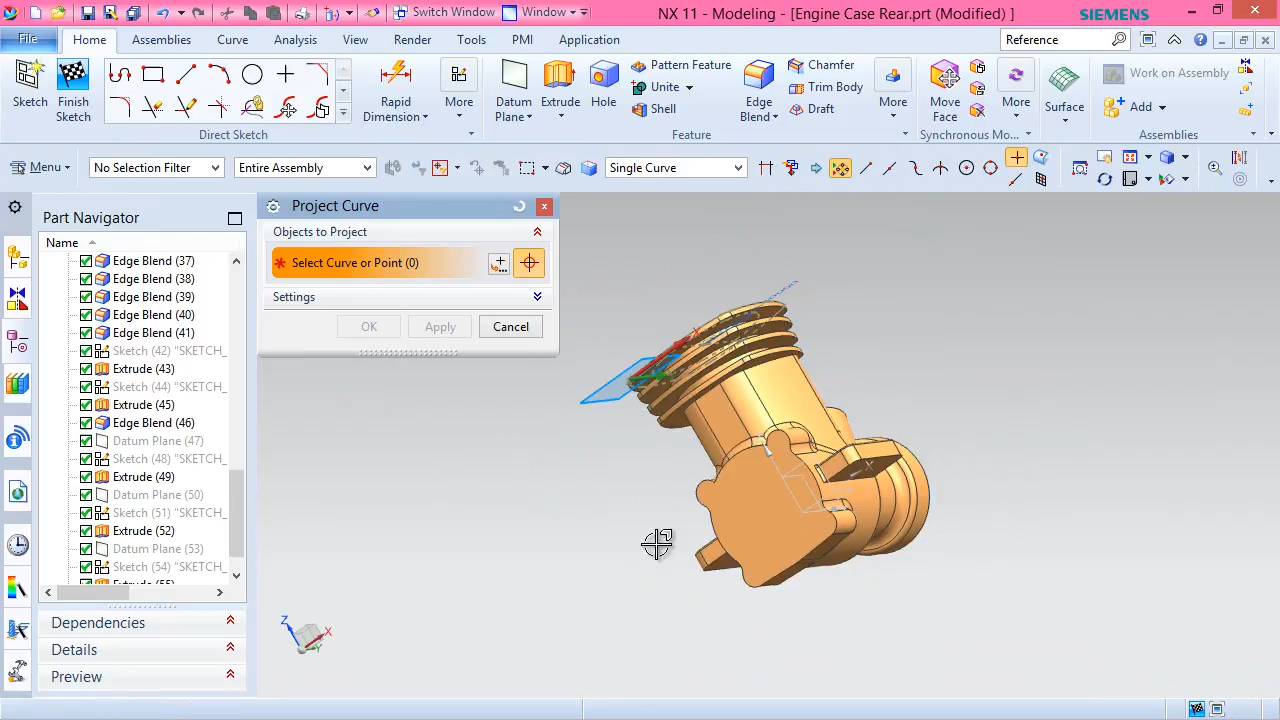 Switch Window
Window
NX 11 - Modeling - [Engine Case Rear.prt (Modified) ]
SIEMENS
File
Home
Assemblies
Curve
Analysis
View
Render
Tools
PMI
Application
Reference
Sketch
Finish
Sketch
Direct Sketch
Rapid
Dimension
More
Datum
Plane
Extrude
Hole
Pattern Feature
Unite
Shell
Edge
Blend
Chamfer
Trim Body
Draft
More
Feature
Move
Face
More
Synchronous Mo...
Surface
Work on Assembly
Add
Assemblies
Menu
No Selection Filter
Entire Assembly
Single Curve
Part Navigator
Name
Edge Blend (37)
Edge Blend (38)
Edge Blend (39)
Edge Blend (40)
Edge Blend (41)
Sketch (42) "SKETCH_
Extrude (43)
Sketch (44) "SKETCH_
Extrude (45)
Edge Blend (46)
Datum Plane (47)
Sketch (48) "SKETCH_
Extrude (49)
Datum Plane (50)
Sketch (51) "SKETCH_
Extrude (52)
Datum Plane (53)
Sketch (54) "SKETCH_
Extrude (55)
Dependencies
Details
Preview
Project Curve
Objects to Project
Select Curve or Point (0)
Settings
OK
Apply
Cancel
X
X
Z
X
Y